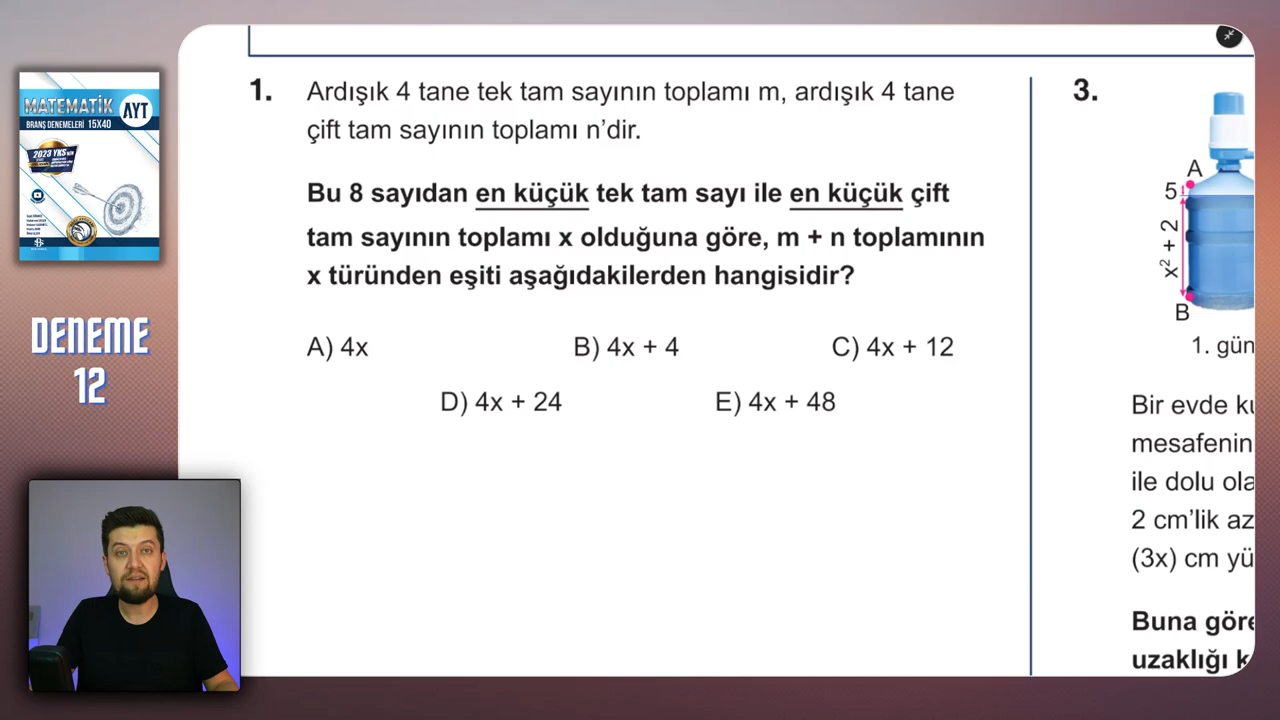 MATEMATİK
AYT
BRANŞ DENEMELERİ 15X40
2023 YKS'NİN
DENEME
12
1.
Ardışık 4 tane tek tam sayının toplamı m, ardışık 4 tane
çift tam sayının toplamı n'dir.
Bu 8 sayıdan en küçük tek tam sayı ile en küçük çift
tam sayının toplamı x olduğuna göre, m + n toplamının
x türünden eşiti aşağıdakilerden hangisidir?
A) 4x
B) 4x + 4
C) 4x + 12
D) 4x + 24
E) 4x + 48
3.
A
5
x² + 2
B
1. gün
Bir evde ku
mesafenin
ile dolu ola
2 cm'lik az
(3x) cm yü
Buna göre
uzaklığı k